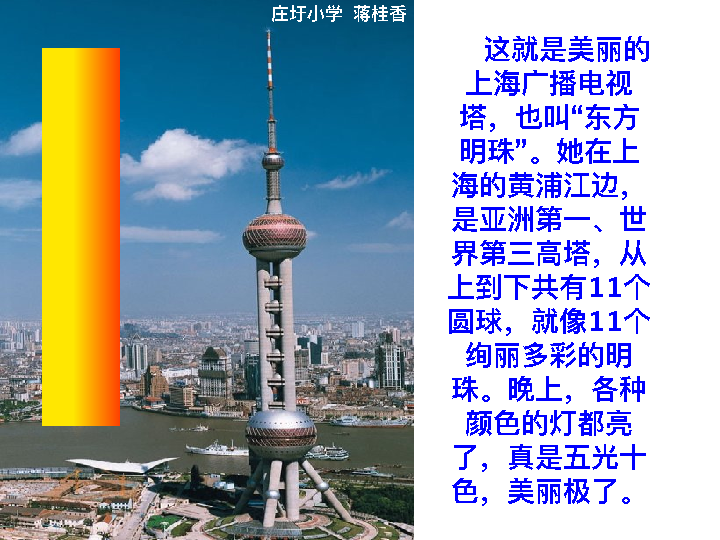 庄圩小学 蒋桂香
这就是美丽的
上海广播电视
塔，也叫“东方
明珠”。她在上
海的黄浦江边，
是亚洲第一、世
界第三高塔，从
上到下共有11个
圆球，就像11个
绚丽多彩的明
珠。晚上，各种
颜色的灯都亮
了，真是五光十
色，美丽极了。